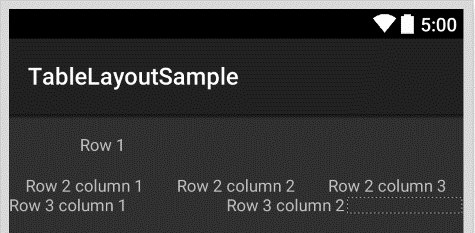 5:00
TableLayoutSample
Row 1
Row 2 column 1 Row 2 column 2 Row 2 column 3
Row 3 column 1 Row 3 column 2